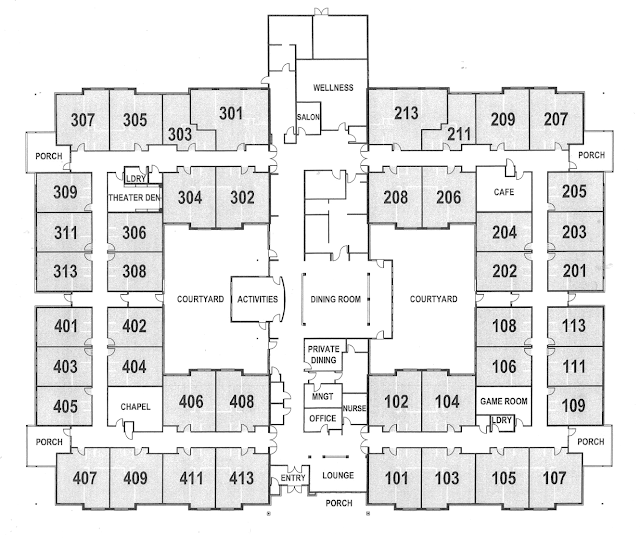 WELLNESS
301
213
307
305
209
207
SALON
303
211
PORCH
PORCH
LDRY
309
THEATER DEN
304
302
208
206
CAFE
205
311
306
204
203
313
308
202
201
COURTYARD
ACTIVITIES
DINING ROOM
COURTYARD
401
402
108
113
PRIVATE
DINING
403
404
106
111
405
CHAPEL
406
408
MNGT
NURSE
OFFICE
102
104
GAME ROOM
LDRY
109
PORCH
PORCH
407
409
411
413
ENTRY
LOUNGE
101
103
105
107
PORCH